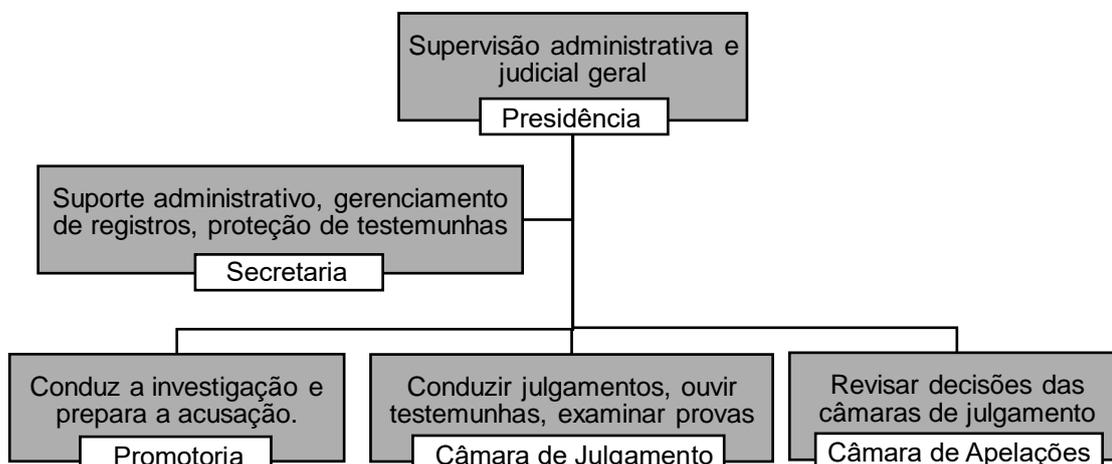 Supervisão administrativa e
judicial geral
Presidência
Suporte administrativo, gerenciamento
de registros, proteção de testemunhas
Secretaria
Conduz a investigação e
prepara a acusação.
Promotoria
Conduzir julgamentos, ouvir
testemunhas, examinar provas
Câmara de Julgamento
Revisar decisões das
câmaras de julgamento
Câmara de Apelações